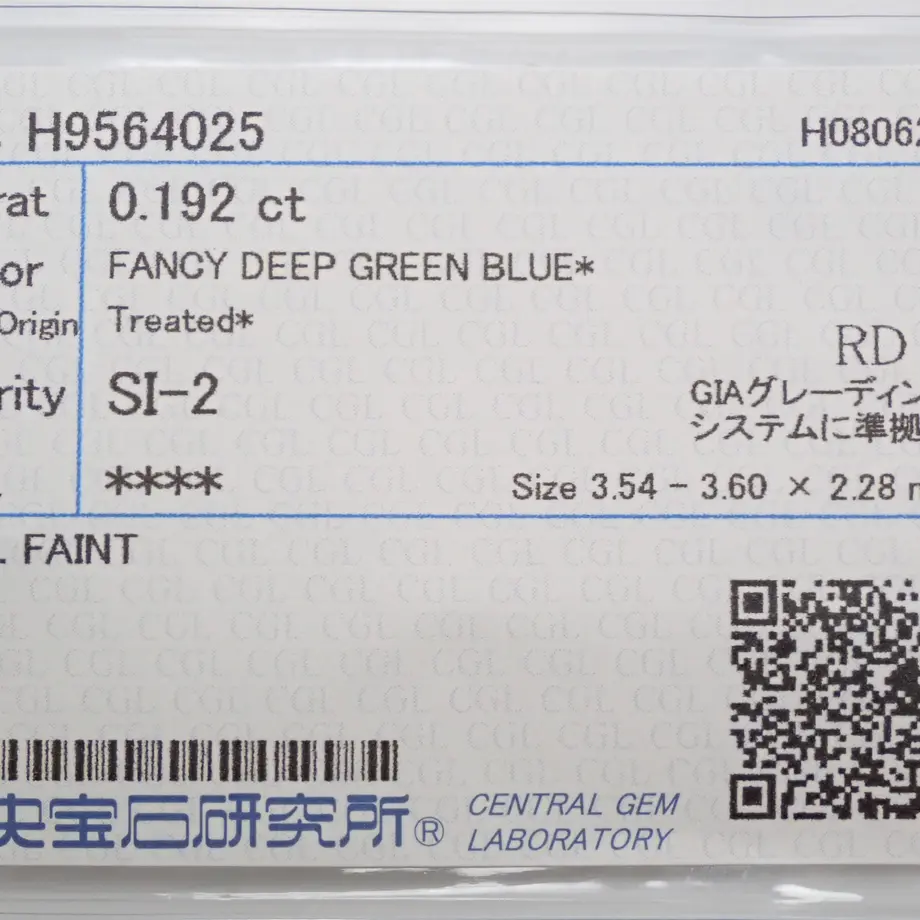 H9564025
H08062
rat 0.192 ct
or FANCY DEEP GREEN BLUE*
Origin Treated*
RD
rity SI-2
GIAグレーディン
システムに準拠
****
Size 3.54 - 3.60 × 2.28 m
L FAINT
央宝石研究所® CENTRAL GEM
LABORATORY